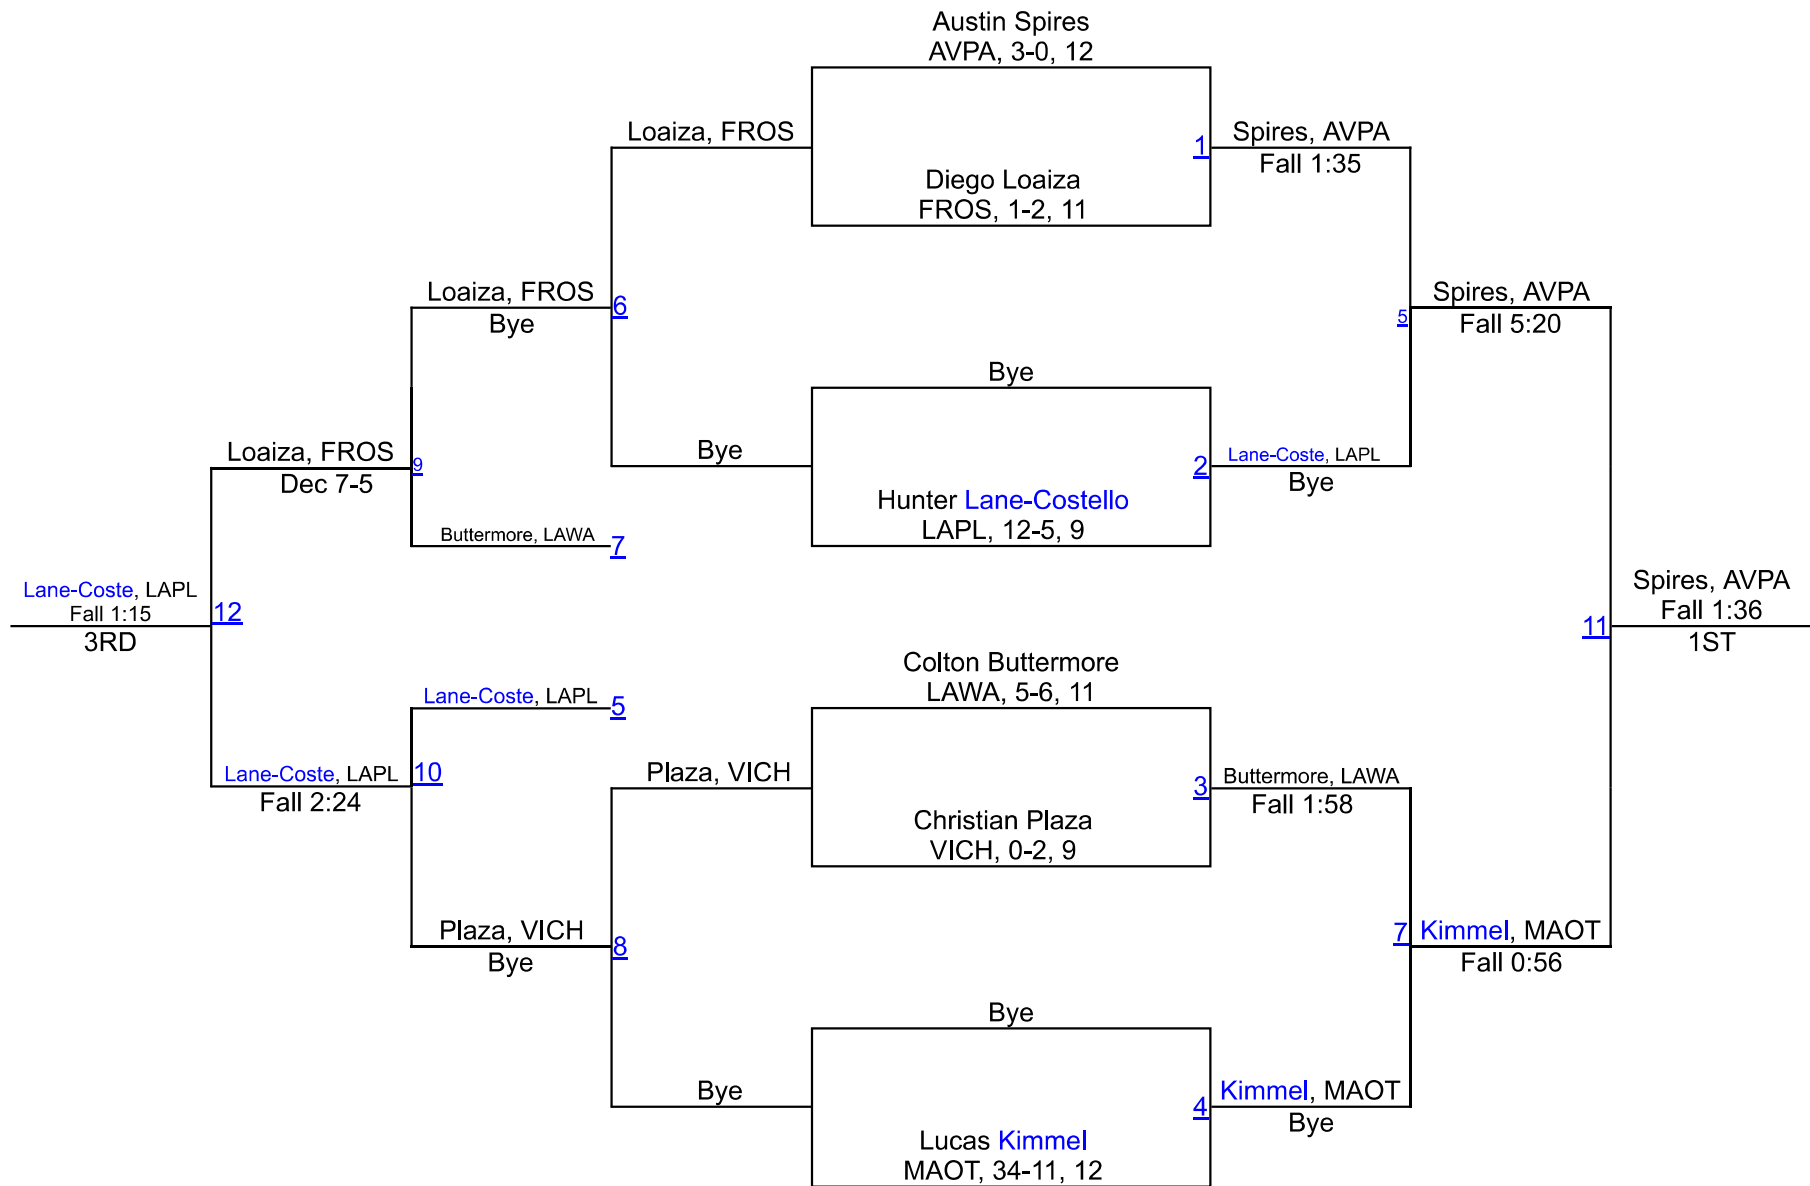 Austin Spires
AVPA, 3-0, 12
Loaiza, FROS
1
Spires, AVPA
Fall 1:35
Diego Loaiza
FROS, 1-2, 11
Loaiza, FROS
Bye
6
5
Spires, AVPA
Fall 5:20
Bye
Loaiza, FROS
Dec 7-5
9
Bye
2
Lane-Coste, LAPL
Bye
Hunter Lane-Costello
LAPL, 12-5, 9
Buttermore, LAWA
7
Lane-Coste, LAPL
Fall 1:15
3RD
12
11
Spires, AVPA
Fall 1:36
1ST
Colton Buttermore
LAWA, 5-6, 11
Lane-Coste, LAPL
5
Lane-Coste, LAPL
Fall 2:24
10
Plaza, VICH
3
Buttermore, LAWA
Fall 1:58
Christian Plaza
VICH, 0-2, 9
Plaza, VICH
Bye
8
7
Kimmel, MAOT
Fall 0:56
Bye
Bye
4
Kimmel, MAOT
Bye
Lucas Kimmel
MAOT, 34-11, 12